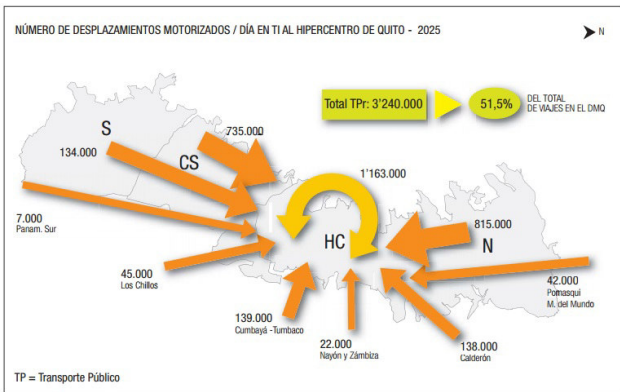 NÚMERO DE DESPLAZAMIENTOS MOTORIZADOS / DÍA EN TI AL HIPERCENTRO DE QUITO - 2025
N
Total TPr: 3'240.000
51,5%
DEL TOTAL
DE VIAJES EN EL DMQ
S
134.000
CS
735.000
1'163.000
HC
815.000
N
7.000
Panam. Sur
45.000
Los Chillos
139.000
Cumbayá -Tumbaco
22.000
Nayón y Zámbiza
138.000
Calderón
42.000
Pomasqui
M. del Mundo
TP = Transporte Público